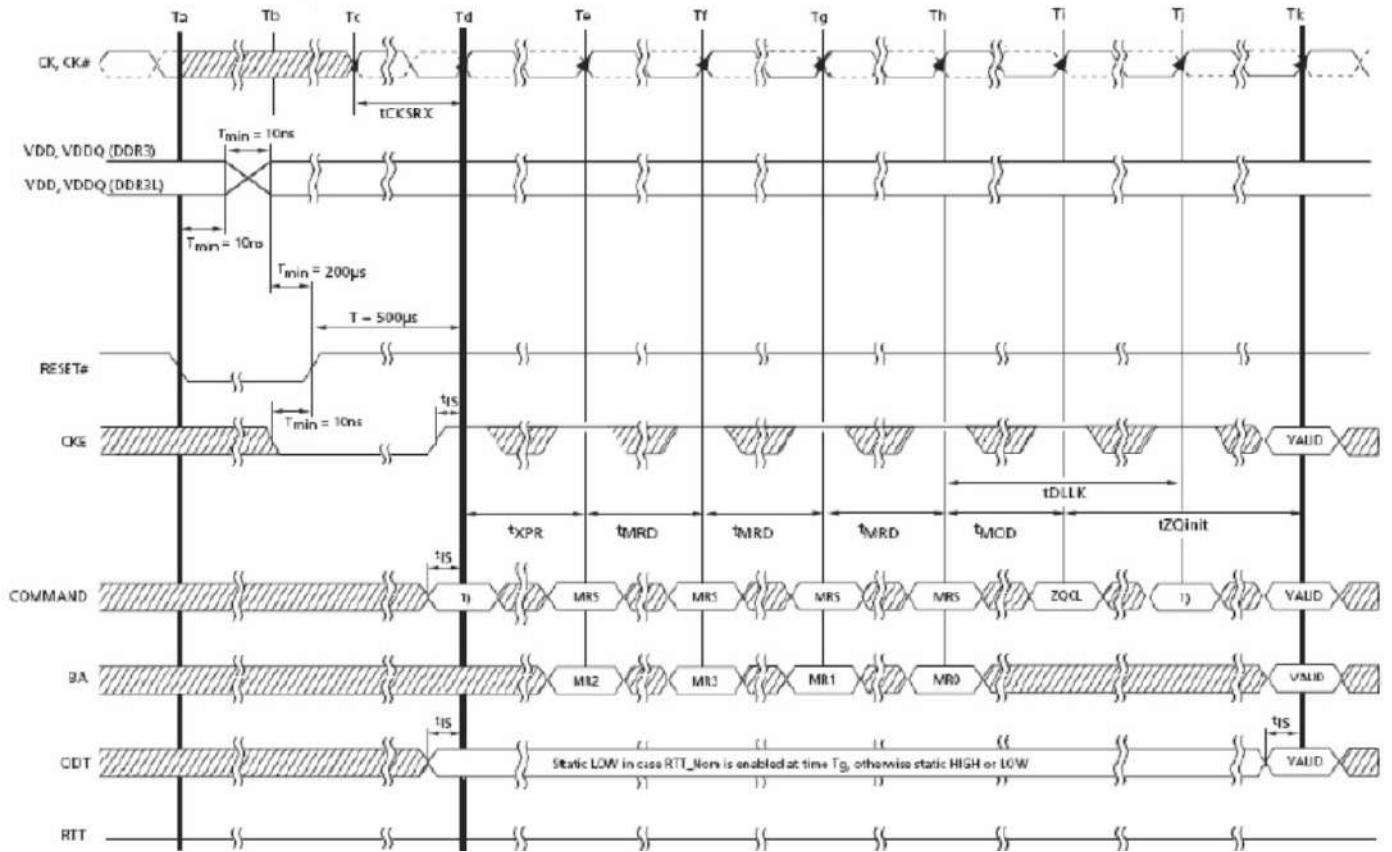 Ta Tb Tc Td Te Tf Tg Th Ti Tj Tk
CK, CK#
tCKSRX
Tmin = 10ns
VDD, VDDQ (DDR3)
VDD, VDDQ (DDR3L)
Tmin = 10ns
Tmin = 200µs
T = 500µs
RESET#
tIS
Tmin = 10ns
CKE
VALID
tDLLK
tXPR tMRD tMRD tMRD tMOD tZQinit
tIS
COMMAND
1) MRS MRS MRS MRS ZQCL 1) VALID
BA
MR2 MR3 MR1 MR0 VALID
tIS tIS
ODT
Static LOW in case RTT_Nom is enabled at time Tg, otherwise static HIGH or LOW
VALID
RTT